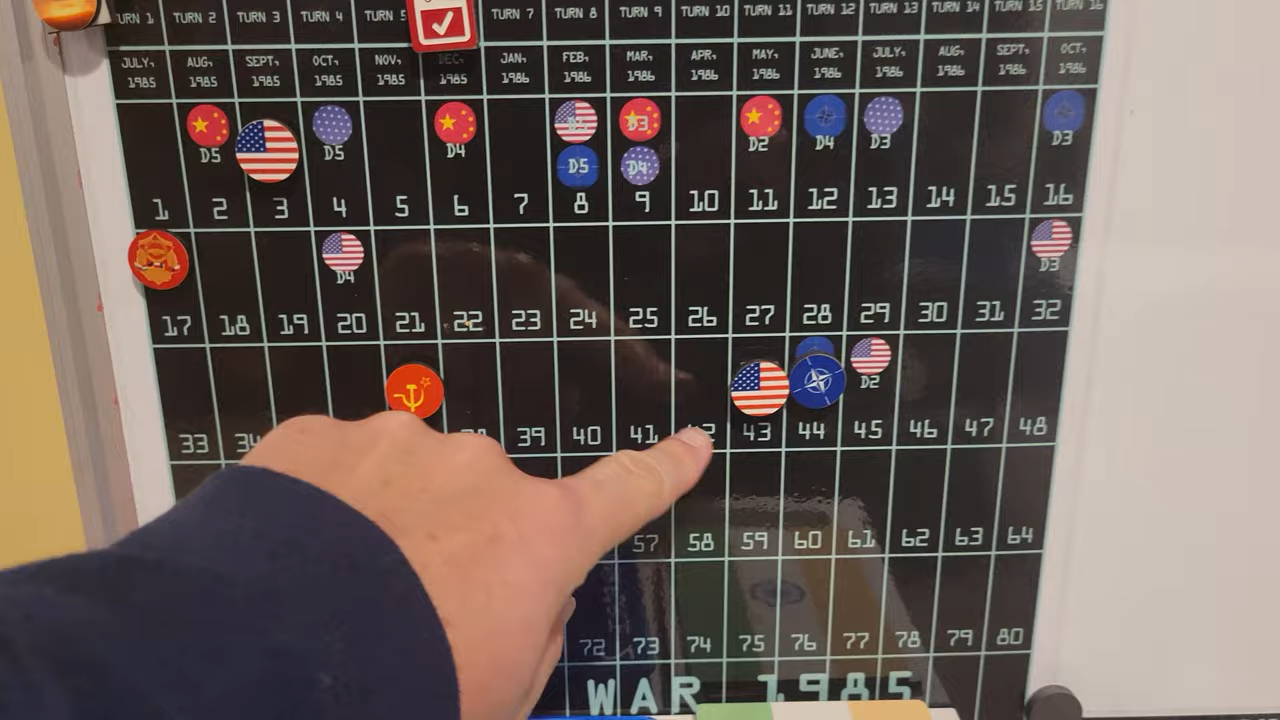 TURN 1 TURN 2 TURN 3 TURN 4 TURN 5 TURN 7 TURN 8 TURN 9 TURN 10 TURN 11 TURN 12 TURN 13 TURN 14 TURN 15 TURN 16
JULY, AUG, SEPT, OCT, NOV, DEC, JAN, FEB, MAR, APR, MAY, JUNE, JULY, AUG, SEPT, OCT,
1985 1985 1985 1985 1985 1985 1986 1986 1986 1986 1986 1986 1986 1986 1986 1986
D3
D5 D5 D4 D2 D4 D3 D3
D5 D4
1 2 3 4 5 6 7 8 9 10 11 12 13 14 15 16
D4 D3
17 18 19 20 21 22 23 24 25 26 27 28 29 30 31 32
D2
33 34 39 40 41 42 43 44 45 46 47 48
57 58 59 60 61 62 63 64
72 73 74 75 76 77 78 79 80
WAR 1985